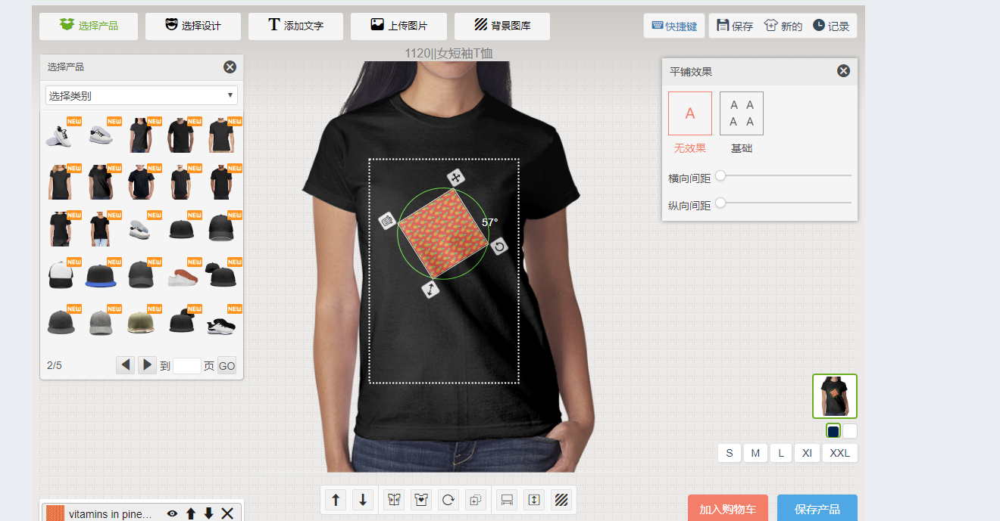 选择产品
选择设计
T 添加文字
上传图片
背景图库
快捷键
保存
新的
记录
1120||女短袖T恤
选择产品
选择类别
NEW NEW NEW NEW NEW
NEW NEW NEW NEW NEW
NEW NEW NEW NEW NEW
NEW NEW NEW NEW NEW
NEW NEW NEW NEW NEW
2/5
到
页
GO
57°
平铺效果
A
A A
A A
无效果
基础
横向间距
纵向间距
S
M
L
Xl
XXL
vitamins in pine...
加入购物车
保存产品